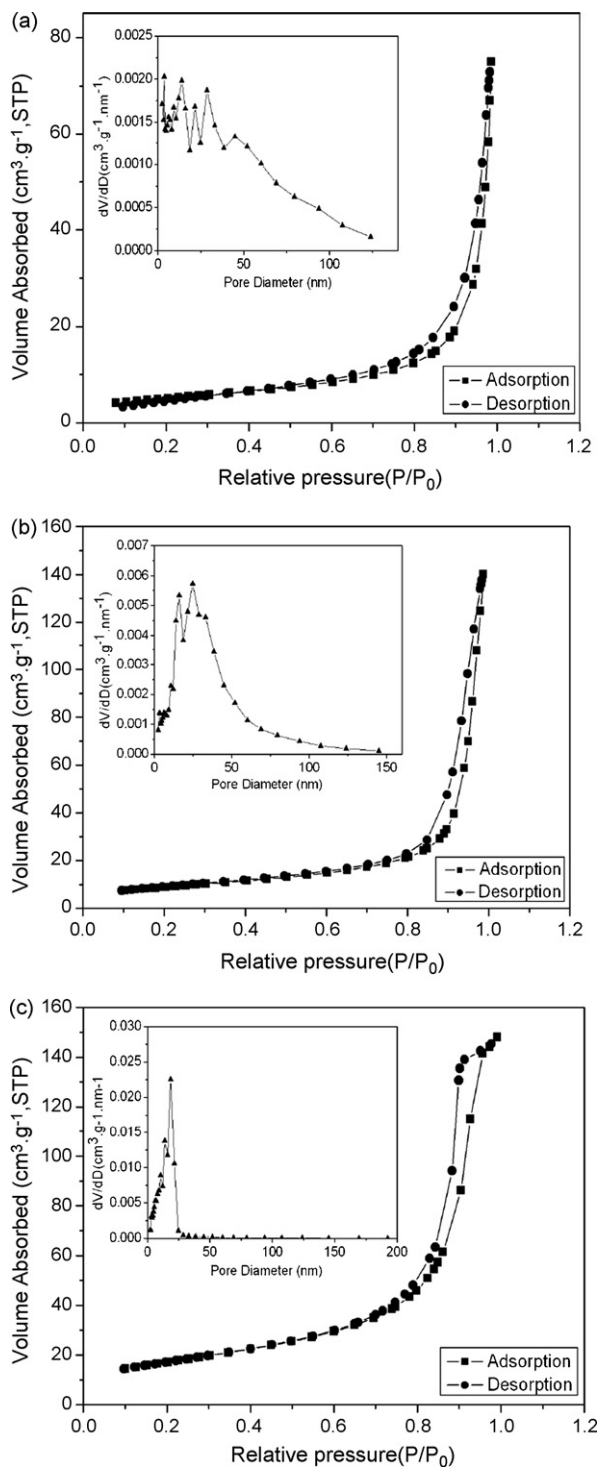 (a)
Volume Absorbed (cm³.g⁻¹,STP)
80
60
40
20
0
0.0 0.2 0.4 0.6 0.8 1.0 1.2
Relative pressure(P/P₀)
Adsorption
Desorption
dV/dD(cm³.g⁻¹.nm⁻¹)
0.0025
0.0020
0.0015
0.0010
0.0005
0.0000
0 50 100
Pore Diameter (nm)
(b)
Volume Absorbed (cm³.g⁻¹,STP)
160
140
120
100
80
60
40
20
0
0.0 0.2 0.4 0.6 0.8 1.0 1.2
Relative pressure(P/P₀)
Adsorption
Desorption
dV/dD(cm³.g⁻¹.nm⁻¹)
0.007
0.006
0.005
0.004
0.003
0.002
0.001
0.000
0 50 100 150
Pore Diameter (nm)
(c)
Volume Absorbed (cm³.g⁻¹,STP)
160
140
120
100
80
60
40
20
0
0.0 0.2 0.4 0.6 0.8 1.0 1.2
Relative pressure(P/P₀)
Adsorption
Desorption
dV/dD(cm³.g-1.nm-1
0.030
0.025
0.020
0.015
0.010
0.005
0.000
0 50 100 150 200
Pore Diameter (nm)